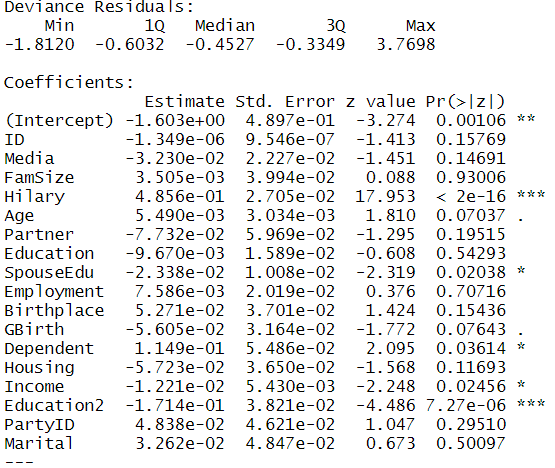 Deviance Residuals:
Min 1Q Median 3Q Max
-1.8120 -0.6032 -0.4527 -0.3349 3.7698
Coefficients:
Estimate Std. Error z value Pr(>|z|)
(Intercept) -1.603e+00 4.897e-01 -3.274 0.00106 **
ID -1.349e-06 9.546e-07 -1.413 0.15769
Media -3.230e-02 2.227e-02 -1.451 0.14691
FamSize 3.505e-03 3.994e-02 0.088 0.93006
Hilary 4.856e-01 2.705e-02 17.953 < 2e-16 ***
Age 5.490e-03 3.034e-03 1.810 0.07037 .
Partner -7.732e-02 5.969e-02 -1.295 0.19515
Education -9.670e-03 1.589e-02 -0.608 0.54293
SpouseEdu -2.338e-02 1.008e-02 -2.319 0.02038 *
Employment 7.586e-03 2.019e-02 0.376 0.70716
Birthplace 5.271e-02 3.701e-02 1.424 0.15436
GBirth -5.605e-02 3.164e-02 -1.772 0.07643 .
Dependent 1.149e-01 5.486e-02 2.095 0.03614 *
Housing -5.723e-02 3.650e-02 -1.568 0.11693
Income -1.221e-02 5.430e-03 -2.248 0.02456 *
Education2 -1.714e-01 3.821e-02 -4.486 7.27e-06 ***
PartyID 4.838e-02 4.621e-02 1.047 0.29510
Marital 3.262e-02 4.847e-02 0.673 0.50097
---